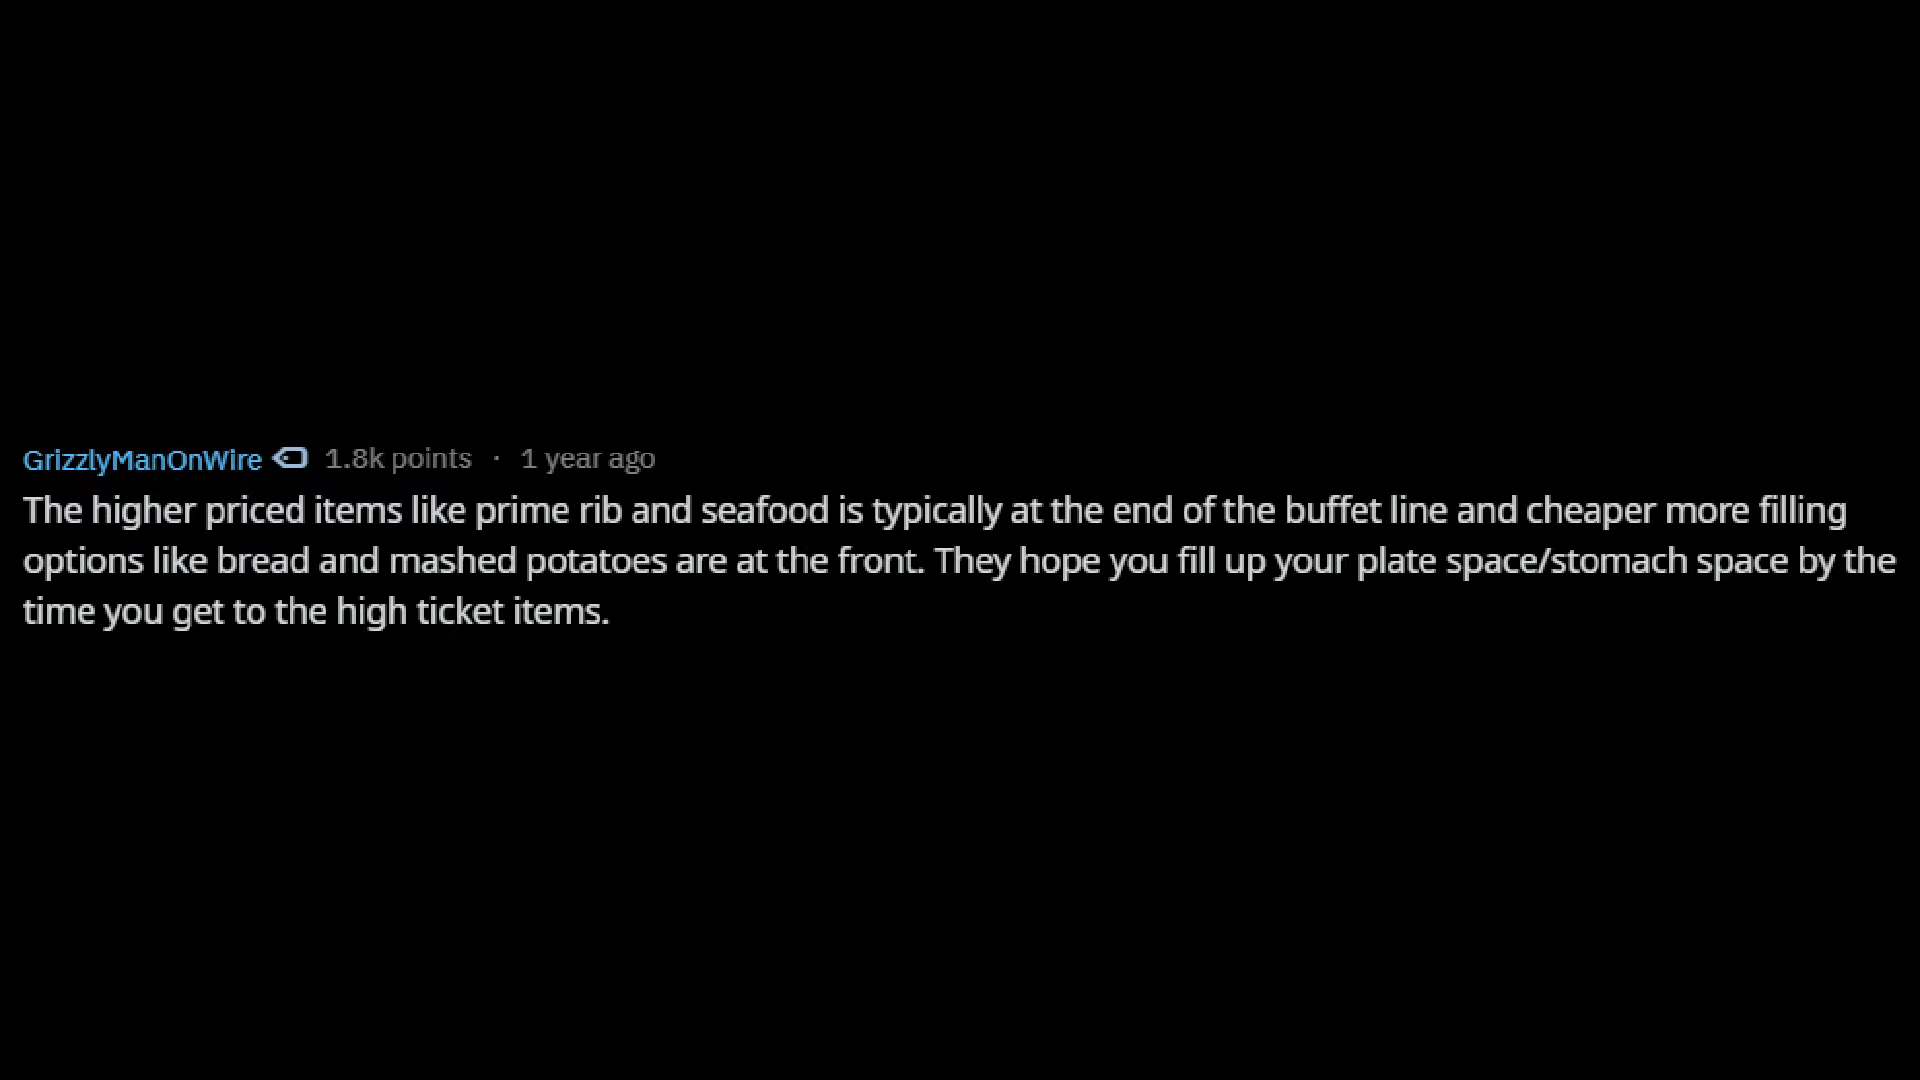 GrizzlyManOnWire 1.8k points · 1 year ago
The higher priced items like prime rib and seafood is typically at the end of the buffet line and cheaper more filling
options like bread and mashed potatoes are at the front. They hope you fill up your plate space/stomach space by the
time you get to the high ticket items.